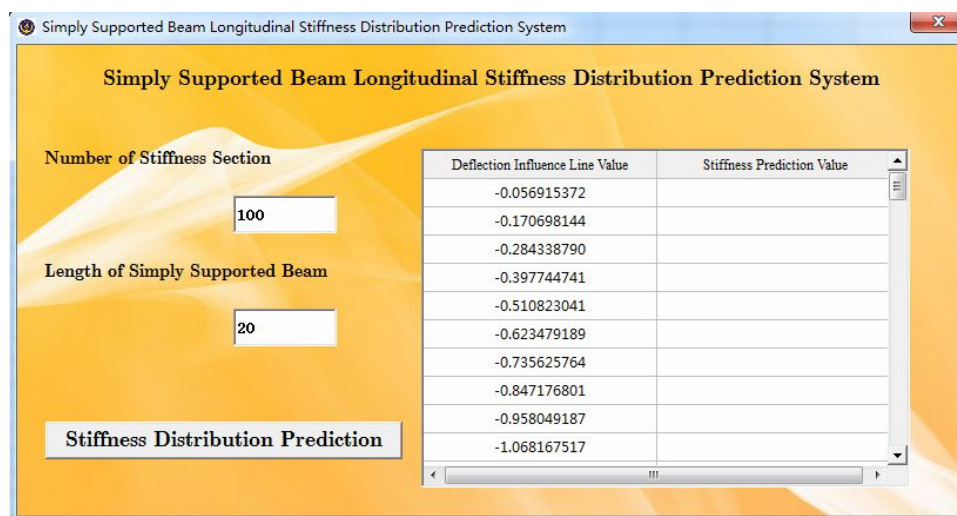 Simply Supported Beam Longitudinal Stiffness Distribution Prediction System
Simply Supported Beam Longitudinal Stiffness Distribution Prediction System
Number of Stiffness Section
100
Length of Simply Supported Beam
20
Stiffness Distribution Prediction
Deflection Influence Line Value Stiffness Prediction Value
-0.056915372
-0.170698144
-0.284338790
-0.397744741
-0.510823041
-0.623479189
-0.735625764
-0.847176801
-0.958049187
-1.068167517